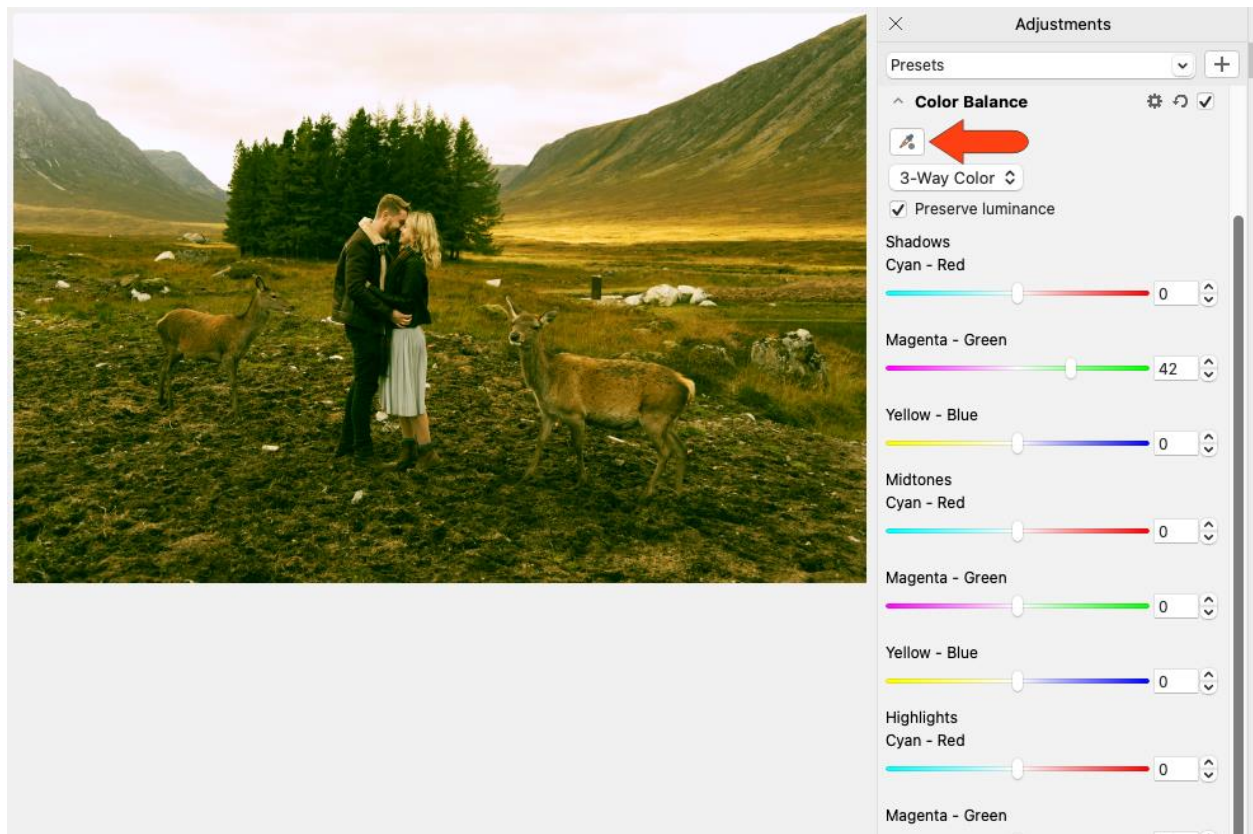 Adjustments
Presets
Color Balance
3-Way Color
Preserve luminance
Shadows
Cyan - Red
0
Magenta - Green
42
Yellow - Blue
0
Midtones
Cyan - Red
0
Magenta - Green
0
Yellow - Blue
0
Highlights
Cyan - Red
0
Magenta - Green